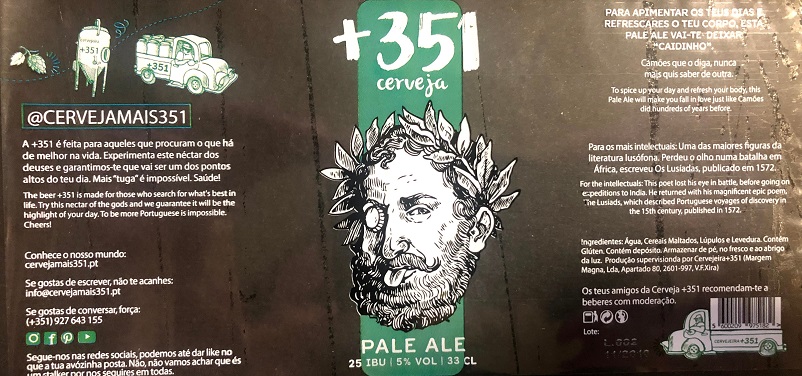 +351
+351
@CERVEJAMAIS351
A +351 é feita para aqueles que procuram o que há
de melhor na vida. Experimenta este néctar dos
deuses e garantimos-te que vai ser um dos pontos
altos do teu dia. Mais "tuga" é impossível. Saúde!
The beer +351 is made for those who search for what's best in
life. Try this nectar of the gods and we guarantee it will be the
highlight of your day. To be more Portuguese is impossible.
Cheers!
Conhece o nosso mundo:
cervejamais351.pt
Se gostas de escrever, não te acanhes:
info@cervejamais351.pt
Se gostas de conversar, força:
(+351) 927 643 155
Segue-nos nas redes sociais, podemos até dar like no
que a tua avózinha posta. Não, não vamos achar que és
um stalker por nos seguires em todas.
+351
cerveja
PALE ALE
25 IBU | 5% VOL | 33 CL
PARA APIMENTAR OS TEUS DIAS E
REFRESCARES O TEU CORPO, ESTA
PALE ALE VAI-TE DEIXAR
"CAIDINHO".
Camões que o diga, nunca
mais quis saber de outra.
To spice up your day and refresh your body, this
Pale Ale will make you fall in love just like Camões
did hundreds of years before.
Para os mais intelectuais: Uma das maiores figuras da
literatura lusófona. Perdeu o olho numa batalha em
África, escreveu Os Lusíadas, publicado em 1572.
For the intellectuals: This poet lost his eye in battle, before going on
expeditions to India. He returned with his magnificent epic poem,
The Lusiads, which described Portuguese voyages of discovery in
the 15th century, published in 1572.
Ingredientes: Água, Cereais Maltados, Lúpulos e Levedura. Contém
Glúten. Contém depósito. Armazenar de pé, no fresco e ao abrigo
da luz. Produção supervisionda por Cervejeira+351 (Margem
Magna, Lda, Apartado 80, 2601-997, V.F.Xira)
Os teus amigos da Cerveja +351 recomendam-te a
beberes com moderação.
Lote:
L.002
11/2019
CERVEJEIRA +351